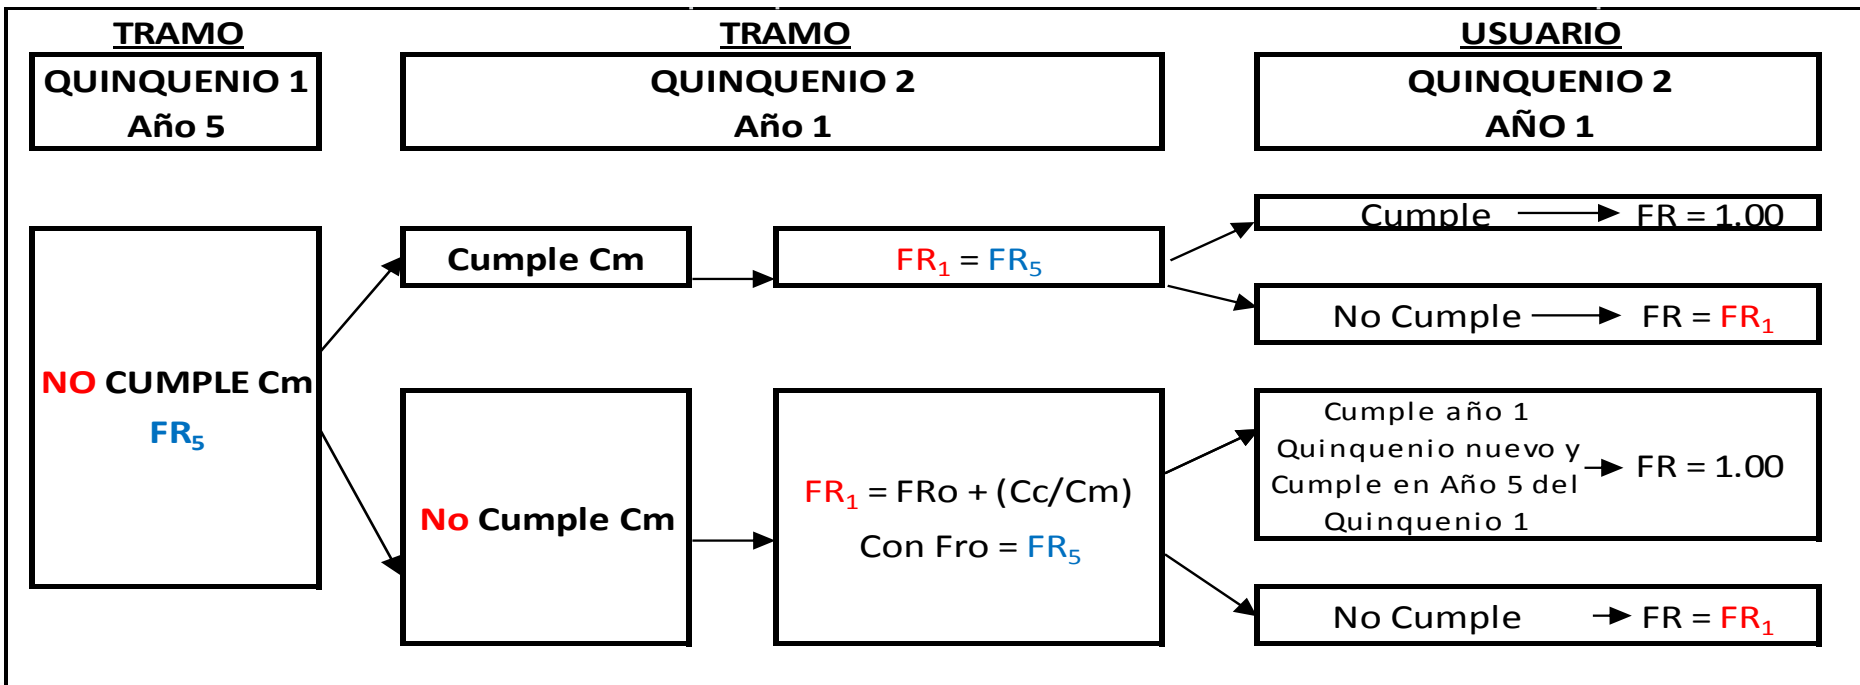 TRAMO
QUINQUENIO 1
Año 5
TRAMO
QUINQUENIO 2
Año 1
USUARIO
QUINQUENIO 2
AÑO 1
NO CUMPLE Cm
FR5
Cumple Cm
FR1 = FR5
Cumple FR = 1.00
No Cumple FR = FR1
No Cumple Cm
FR1 = FRo + (Cc/Cm)
Con Fro = FR5
Cumple año 1
Quinquenio nuevo y
Cumple en Año 5 del
Quinquenio 1
FR = 1.00
No Cumple FR = FR1